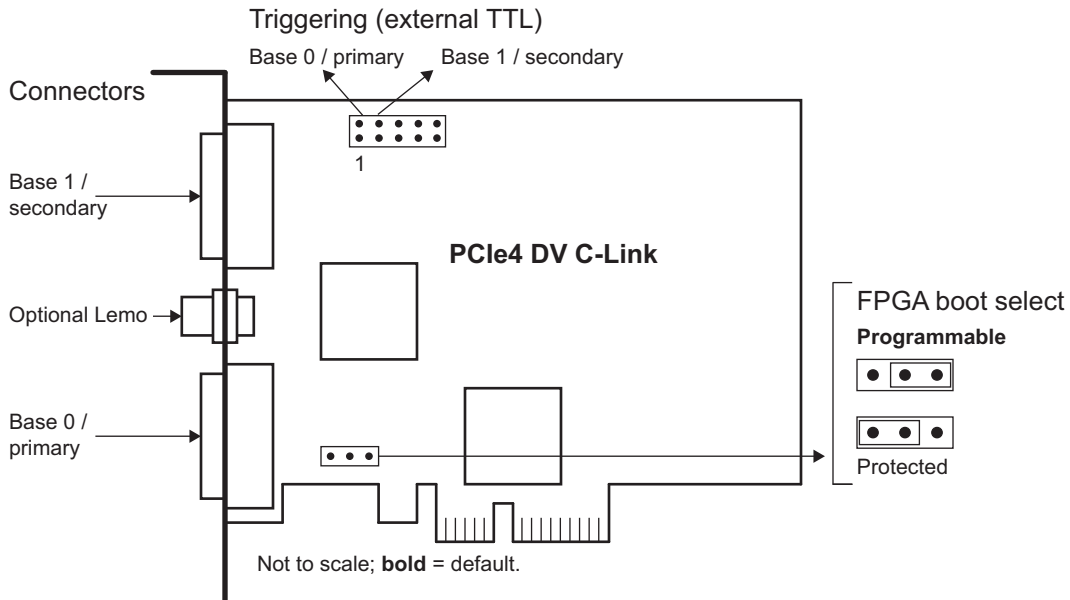 Triggering (external TTL)
Base 0 / primary
Base 1 / secondary
Connectors
1
Base 1 /
secondary
PCIe4 DV C-Link
Optional Lemo
FPGA boot select
Programmable
Base 0 /
primary
Protected
Not to scale; bold = default.